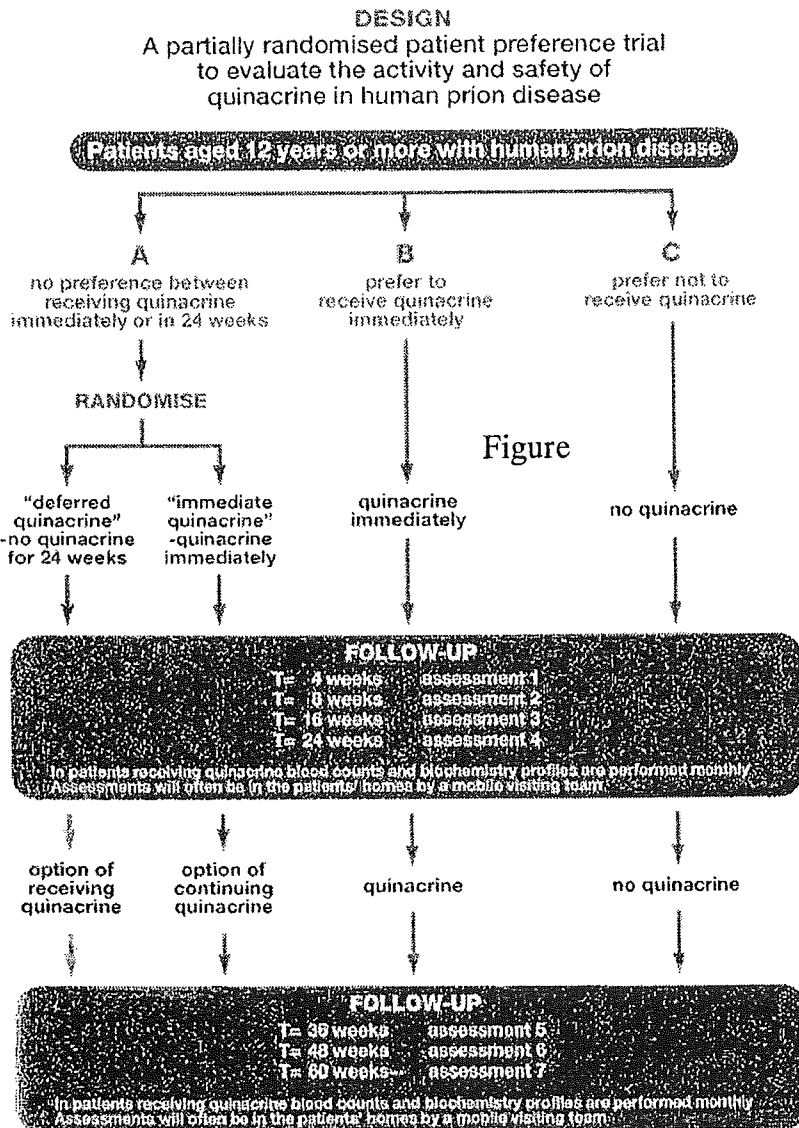 DESIGN
A partially randomised patient preference trial
to evaluate the activity and safety of
quinacrine in human prion disease
Patients aged 12 years or more with human prion disease
A
no preference between
receiving quinacrine
immediately or in 24 weeks
B
prefer to
receive quinacrine
immediately
C
prefer not to
receive quinacrine
RANDOMISE
Figure
"deferred
quinacrine"
-no quinacrine
for 24 weeks
"immediate
quinacrine"
-quinacrine
immediately
quinacrine
immediately
no quinacrine
FOLLOW-UP
T= 4 weeks assessment 1
T= 8 weeks assessment 2
T= 16 weeks assessment 3
T= 24 weeks assessment 4
In patients receiving quinacrine blood counts and biochemistry profiles are performed monthly
Assessments will often be in the patients' homes by a mobile visiting team
option of
receiving
quinacrine
option of
continuing
quinacrine
quinacrine
no quinacrine
FOLLOW-UP
T= 36 weeks assessment 5
T= 48 weeks assessment 6
T= 60 weeks assessment 7
In patients receiving quinacrine blood counts and biochemistry profiles are performed monthly
Assessments will often be in the patients' homes by a mobile visiting team